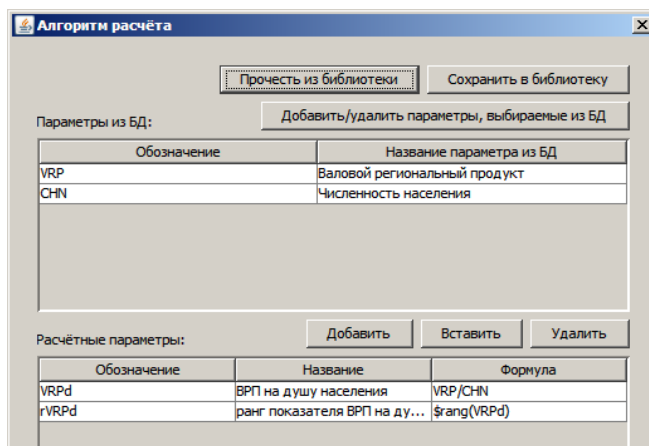 Алгоритм расчёта
Прочесть из библиотеки Сохранить в библиотеку
Параметры из БД: Добавить/удалить параметры, выбираемые из БД
Обозначение Название параметра из БД
VRP Валовой региональный продукт
CHN Численность населения
Расчётные параметры: Добавить Вставить Удалить
Обозначение Название Формула
VRPd ВРП на душу населения VRP/CHN
rVRPd ранг показателя ВРП на ду... $rang(VRPd)